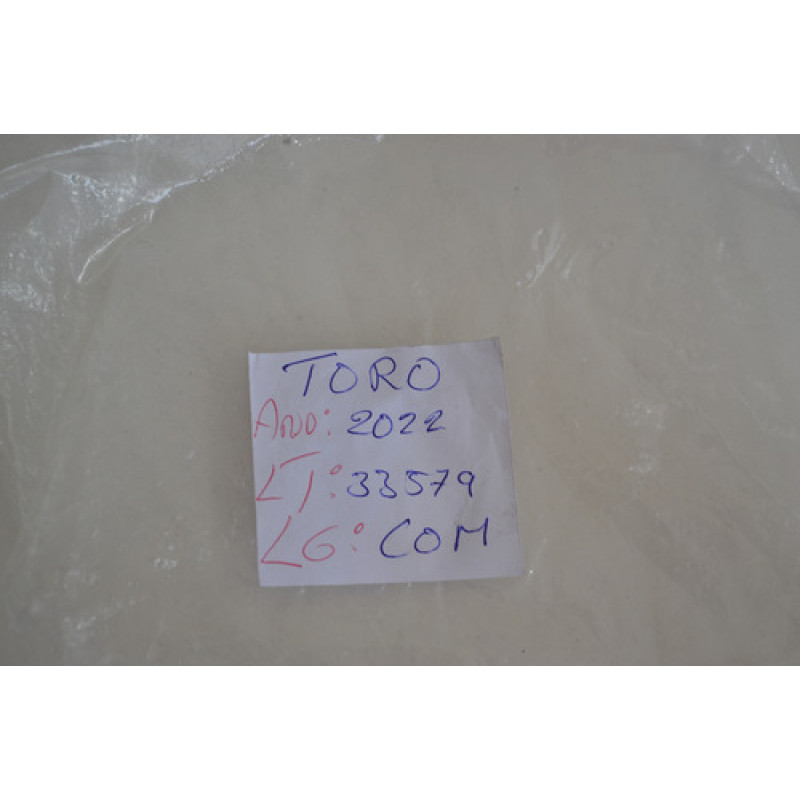 TORO
ANO: 2022
LT: 33579
LG: COM